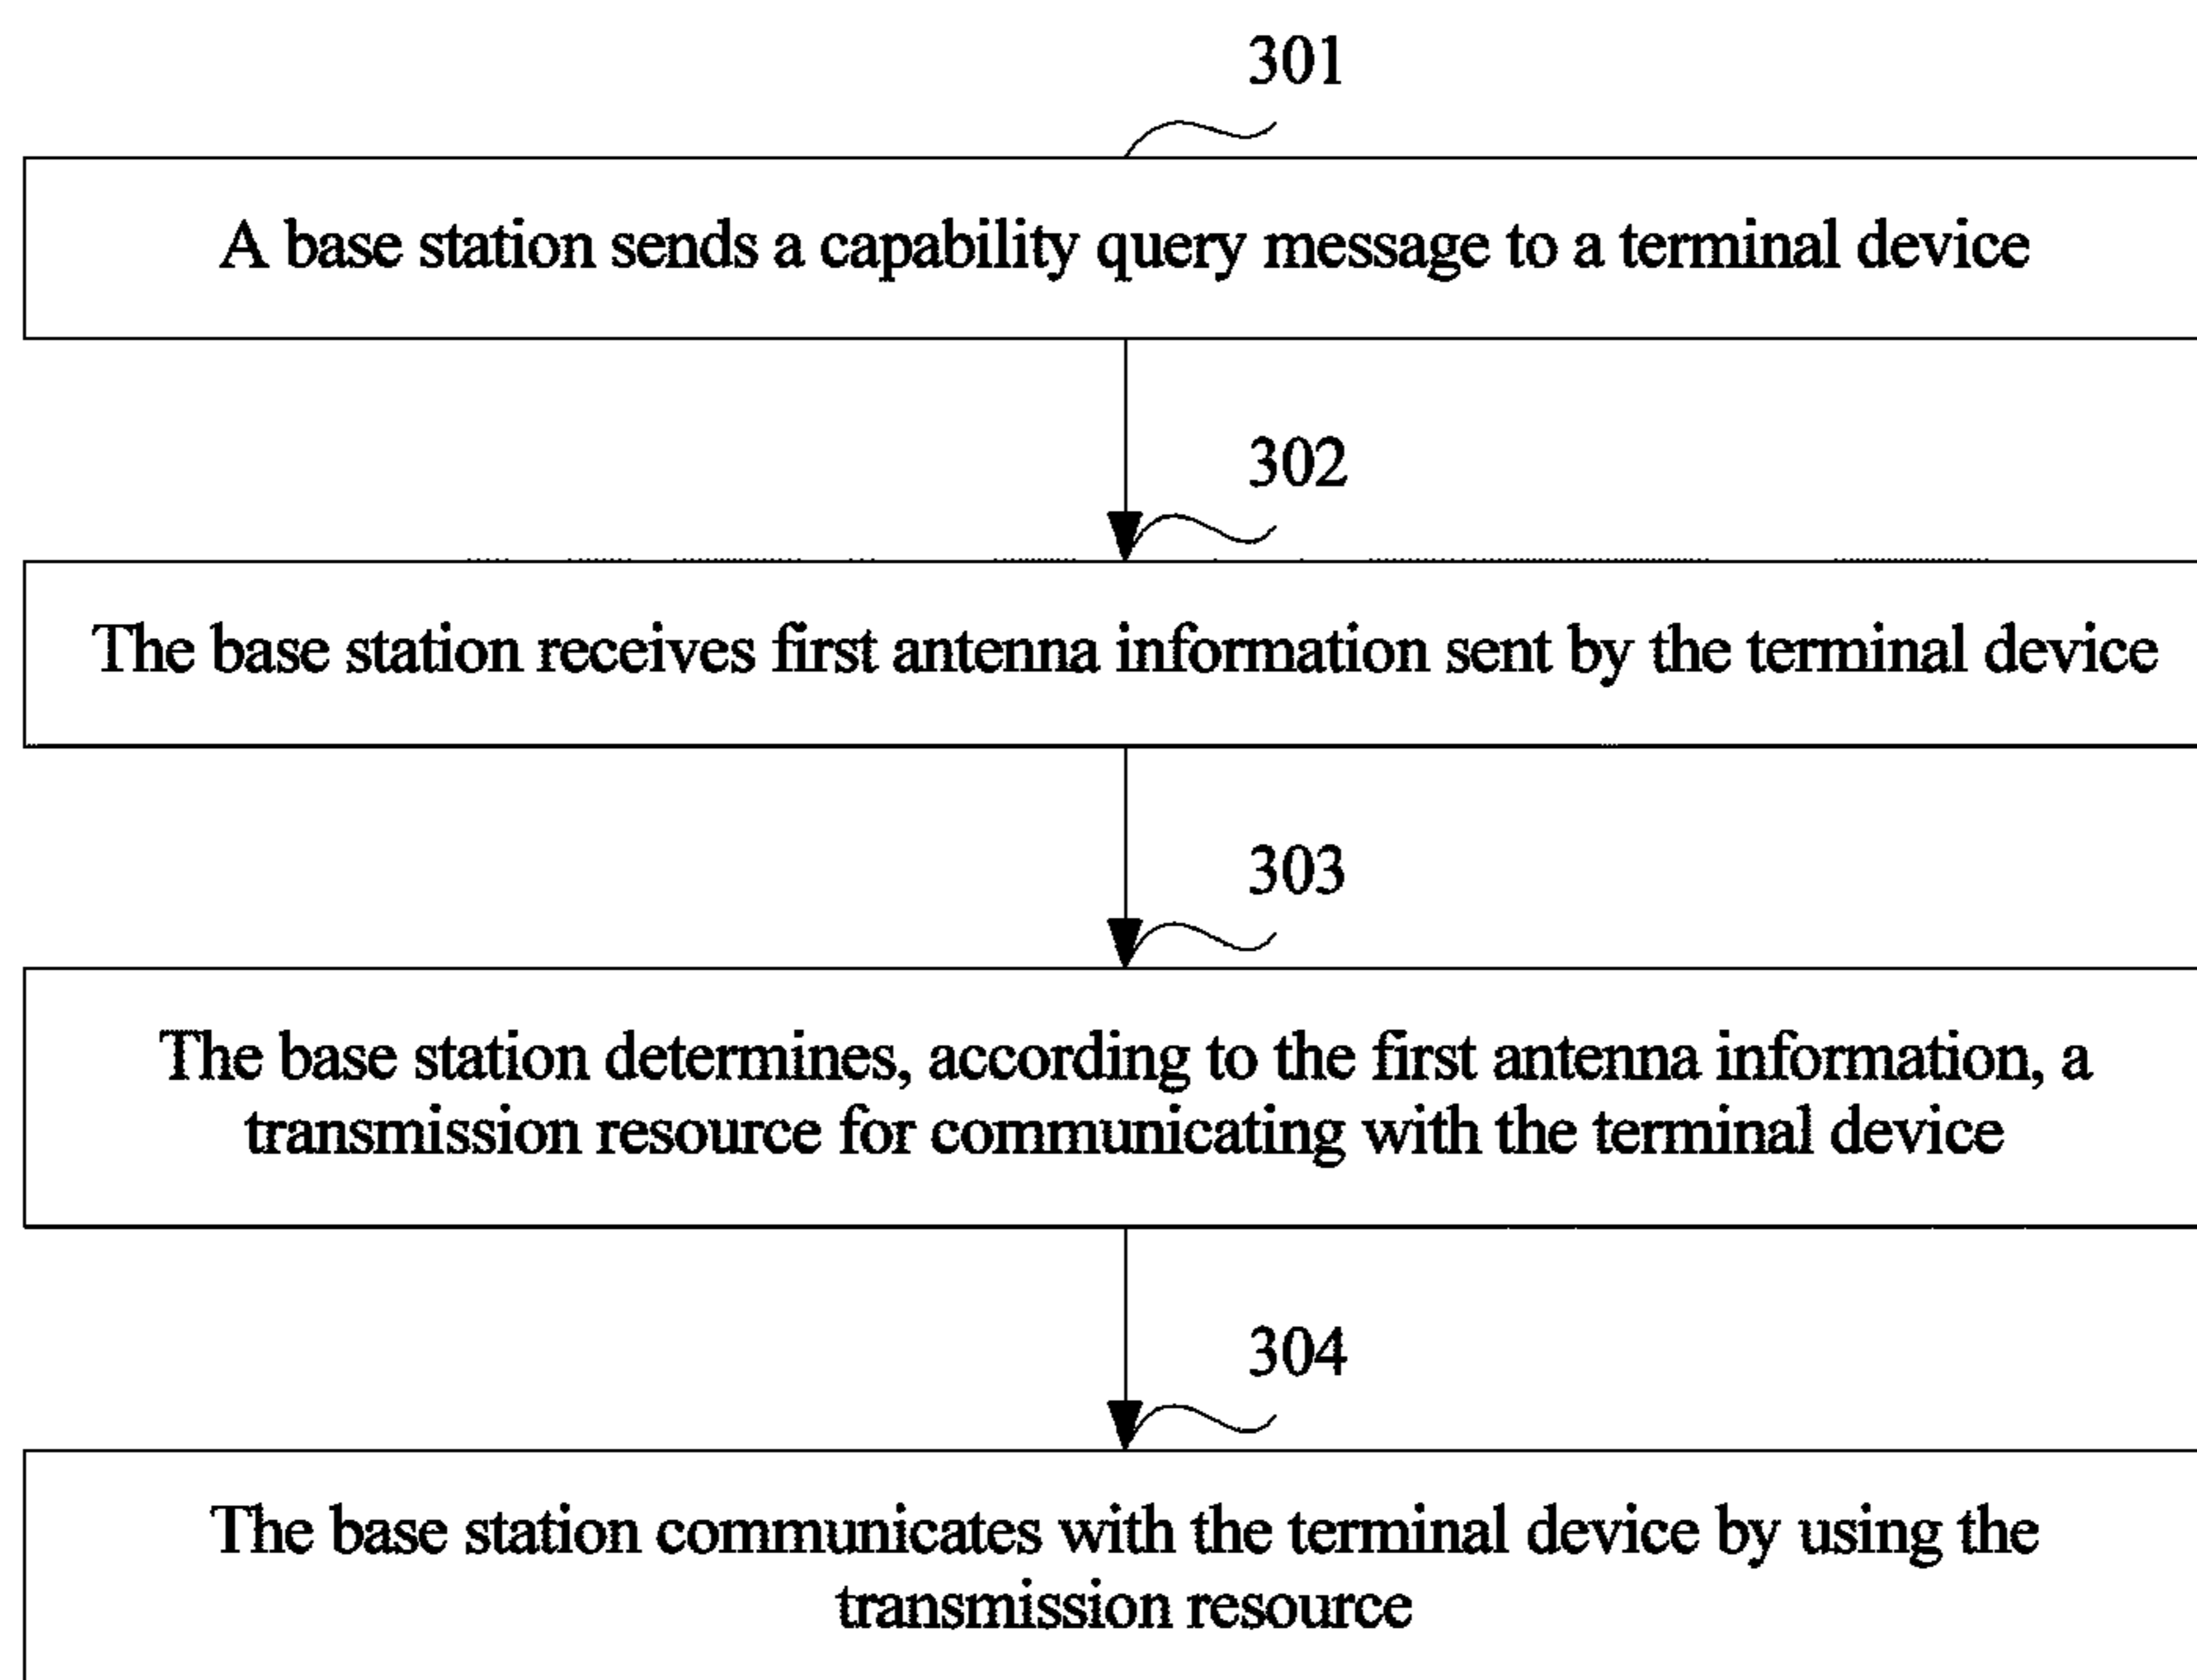 301
A base station sends a capability query message to a terminal device
302
The base station receives first antenna information sent by the terminal device
303
The base station determines, according to the first antenna information, a
transmission resource for communicating with the terminal device
304
The base station communicates with the terminal device by using the
transmission resource